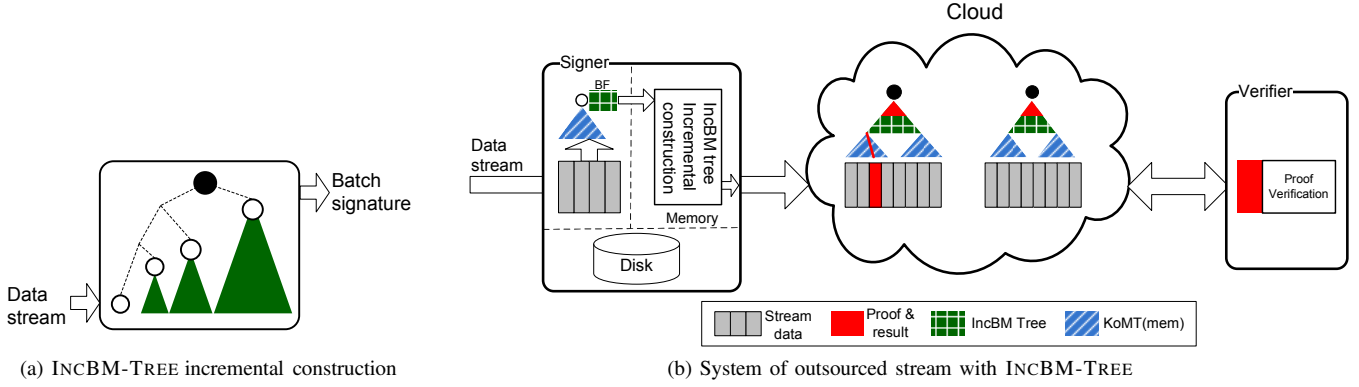 Data
stream
Batch
signature
(a) INCBM-TREE incremental construction
Cloud
Signer
BF
Data
stream
IncBM tree
Incremental
construction
Memory
Disk
Verifier
Proof
Verification
Stream
data
Proof &
result
IncBM Tree
KoMT(mem)
(b) System of outsourced stream with INCBM-TREE